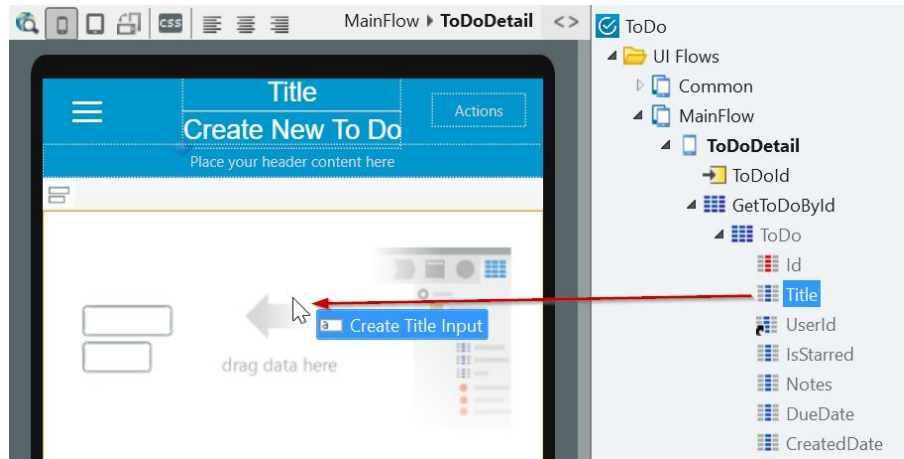 CSS
MainFlow ▸ ToDoDetail <>
Title
Create New To Do
Actions
Place your header content here
Create Title Input
drag data here
ToDo
UI Flows
Common
MainFlow
ToDoDetail
ToDoId
GetToDoById
ToDo
Id
Title
UserId
IsStarred
Notes
DueDate
CreatedDate